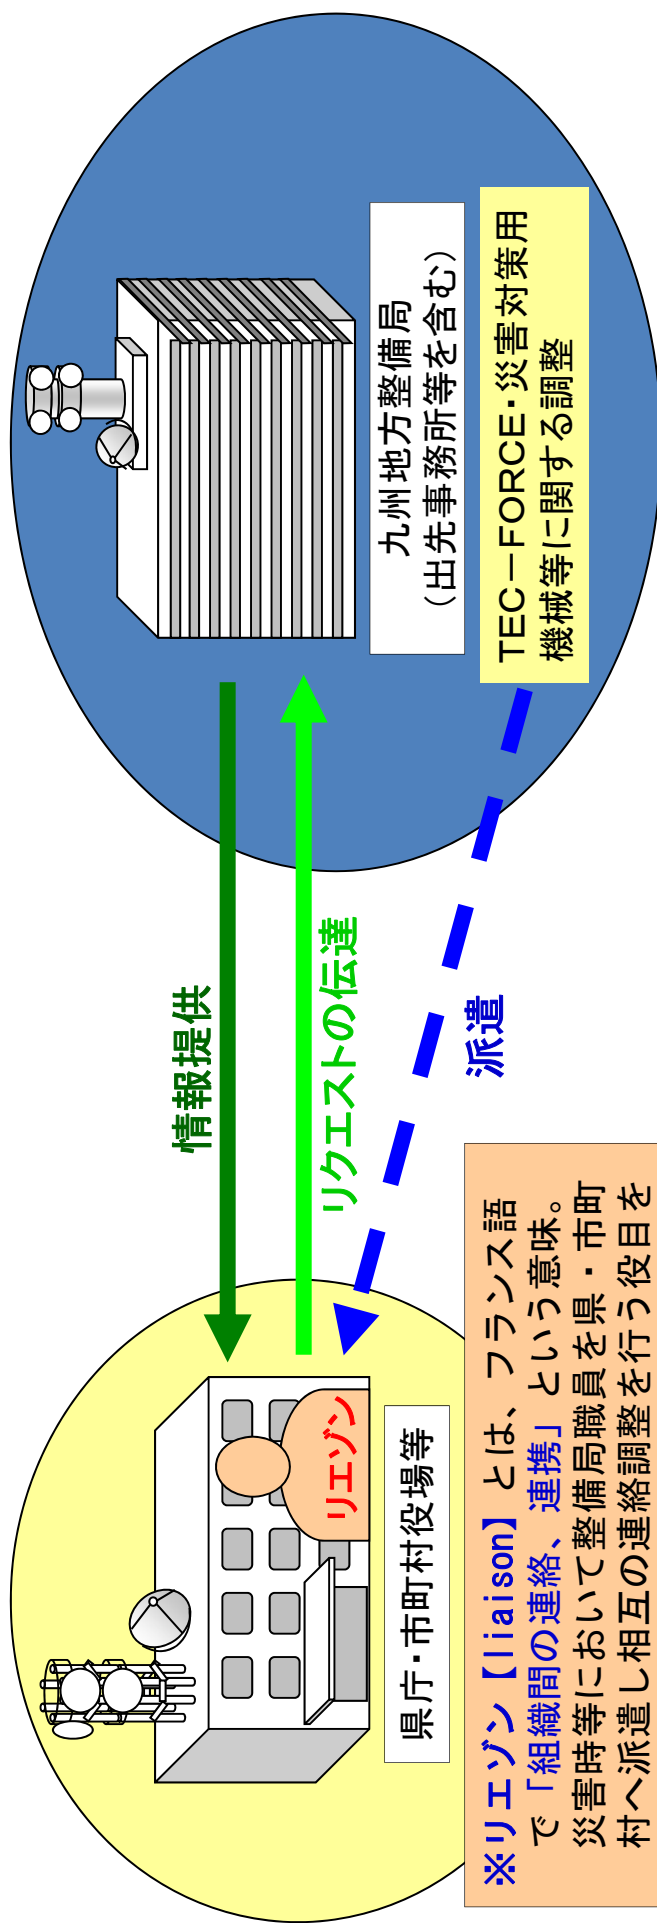 情報提供
リクエストの伝達
派遣
リエゾン
県庁・市町村役場等
九州地方整備局
（出先事務所等を含む）
TEC－FORCE・災害対策用
機械等に関する調整
※リエゾン【liaison】とは、フランス語
で「組織間の連絡、連携」という意味。
災害時等において整備局職員を県・市町
村へ派遣し相互の連絡調整を行う役目を